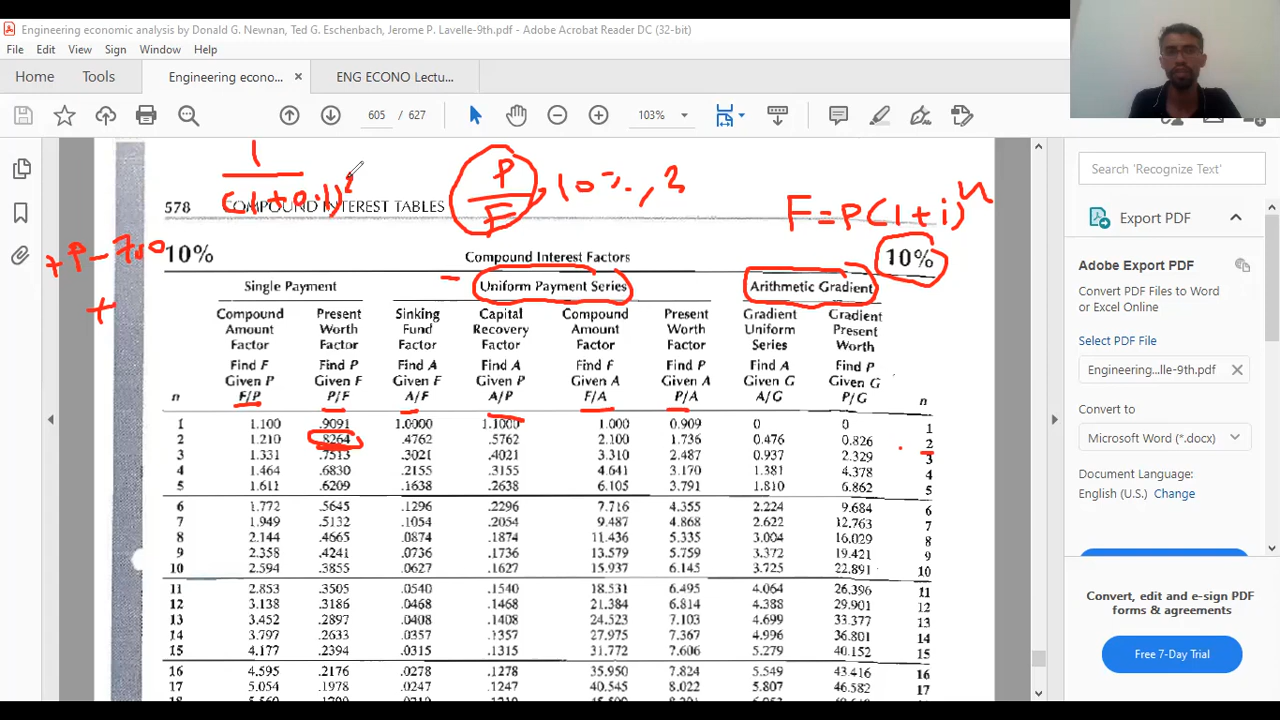 Engineering economic analysis by Donald G. Newnan, Ted G. Eschenbach, Jerome P. Lavelle-9th.pdf - Adobe Acrobat Reader DC (32-bit)
File Edit View Sign Window Help
Home Tools Engineering econo... × ENG ECONO Lectu...
605 / 627 103%
1
(1+0.1)²
P/F, 10%, 2
F=P(1+i)^n
578 COMPOUND INTEREST TABLES
10% Compound Interest Factors 10%
Single Payment Uniform Payment Series Arithmetic Gradient
Compound Present Sinking Capital Compound Present Gradient Gradient
Amount Worth Fund Recovery Amount Worth Uniform Present
Factor Factor Factor Factor Factor Factor Series Worth
Find F Find P Find A Find A Find F Find P Find A Find P
Given P Given F Given F Given P Given A Given A Given G Given G
n F/P P/F A/F A/P F/A P/A A/G P/G n
1 1.100 .9091 1.0000 1.1000 1.000 0.909 0 0 1
2 1.210 .8264 .4762 .5762 2.100 1.736 0.476 0.826 2
3 1.331 .7513 .3021 .4021 3.310 2.487 0.937 2.329 3
4 1.464 .6830 .2155 .3155 4.641 3.170 1.381 4.378 4
5 1.611 .6209 .1638 .2638 6.105 3.791 1.810 6.862 5
6 1.772 .5645 .1296 .2296 7.716 4.355 2.224 9.684 6
7 1.949 .5132 .1054 .2054 9.487 4.868 2.622 12.763 7
8 2.144 .4665 .0874 .1874 11.436 5.335 3.004 16.029 8
9 2.358 .4241 .0736 .1736 13.579 5.759 3.372 19.421 9
10 2.594 .3855 .0627 .1627 15.937 6.145 3.725 22.891 10
11 2.853 .3505 .0540 .1540 18.531 6.495 4.064 26.396 11
12 3.138 .3186 .0468 .1468 21.384 6.814 4.388 29.901 12
13 3.452 .2897 .0408 .1408 24.523 7.103 4.699 33.377 13
14 3.797 .2633 .0357 .1357 27.975 7.367 4.996 36.801 14
15 4.177 .2394 .0315 .1315 31.772 7.606 5.279 40.152 15
16 4.595 .2176 .0278 .1278 35.950 7.824 5.549 43.416 16
17 5.054 .1978 .0247 .1247 40.545 8.022 5.807 46.582 17
Search 'Recognize Text'
Export PDF
Adobe Export PDF
Convert PDF Files to Word
or Excel Online
Select PDF File
Engineering...lle-9th.pdf ×
Convert to
Microsoft Word (*.docx)
Document Language:
English (U.S.) Change
Convert, edit and e-sign PDF
forms & agreements
Free 7-Day Trial